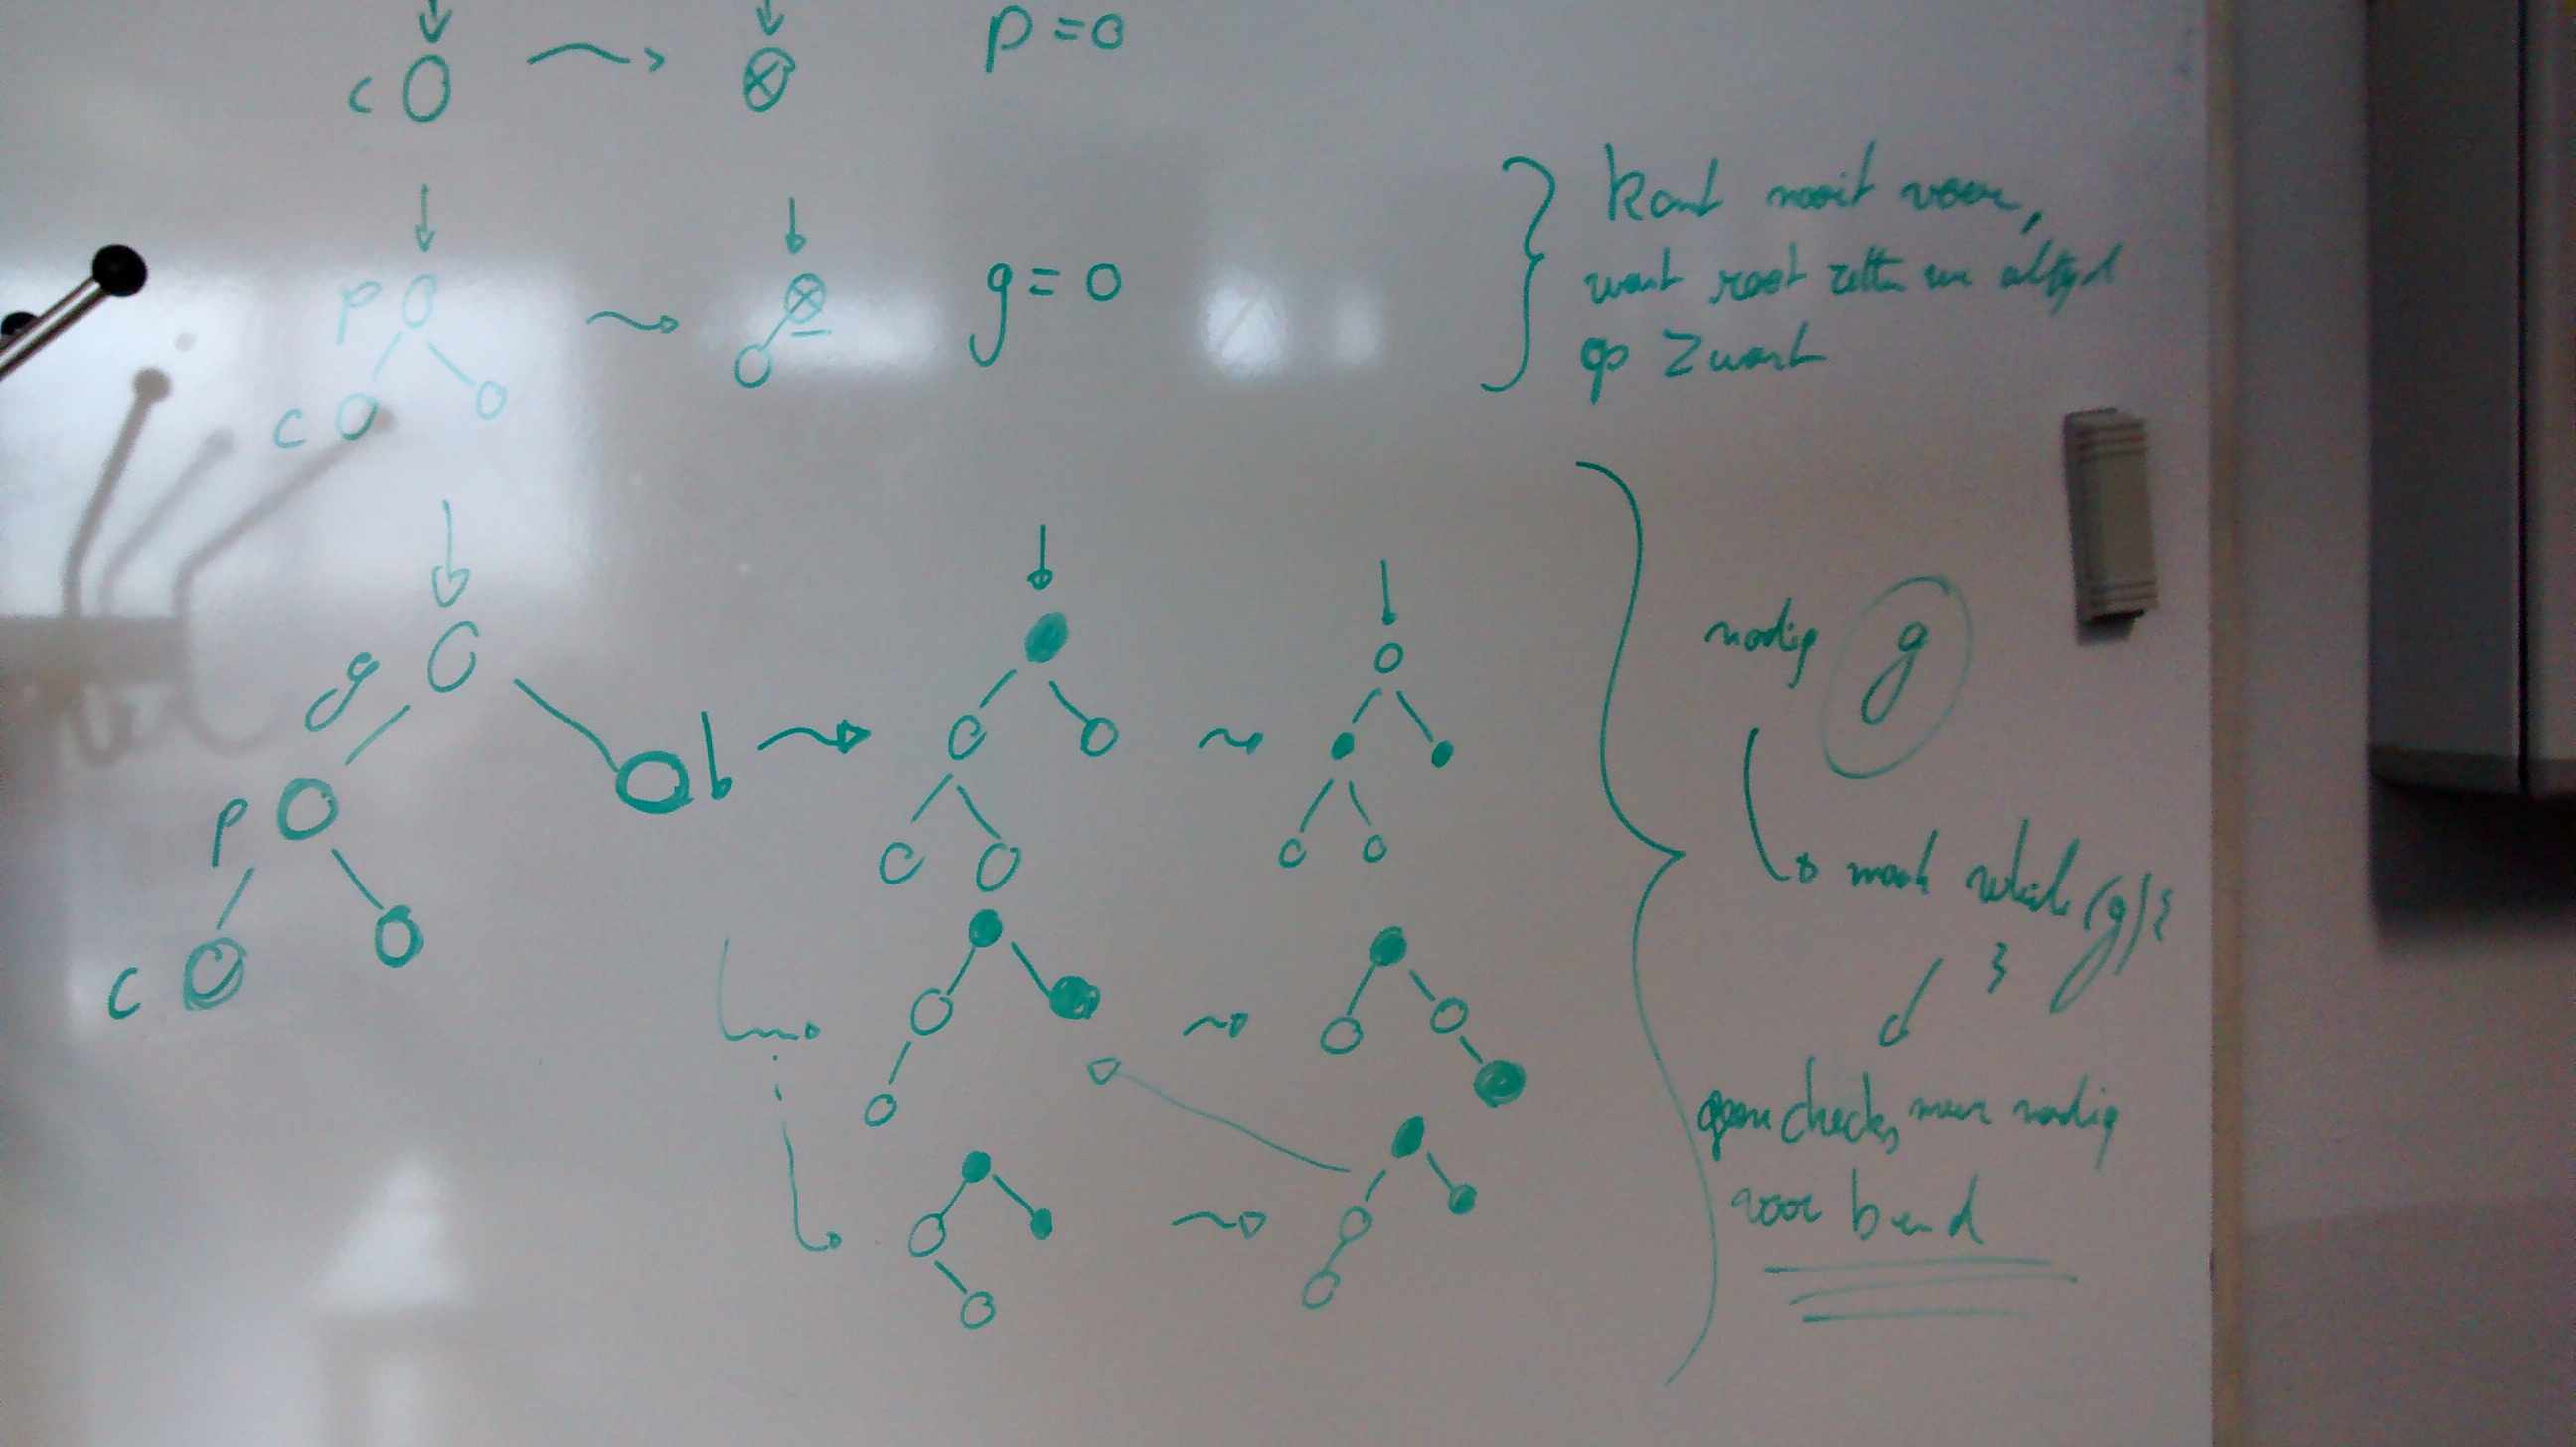 c
p = 0
p
c
g = 0
komt nooit voor,
want root zetten we altijd
op zwart
g
b
p
c
nodig g
maak while (g) {
}
geen checks meer nodig
voor b en d